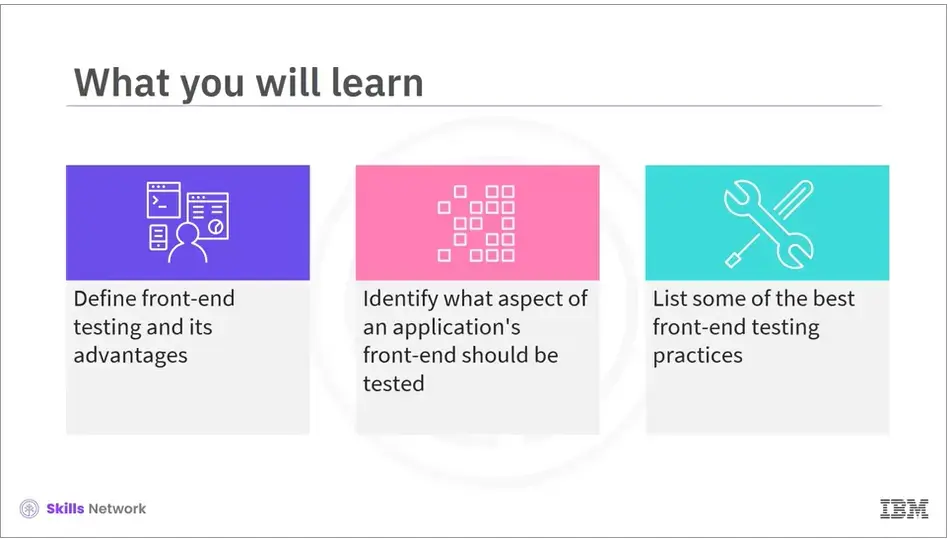 What you will learn
Define front-end
testing and its
advantages
Identify what aspect of
an application's
front-end should be
tested
List some of the best
front-end testing
practices
Skills Network
IBM